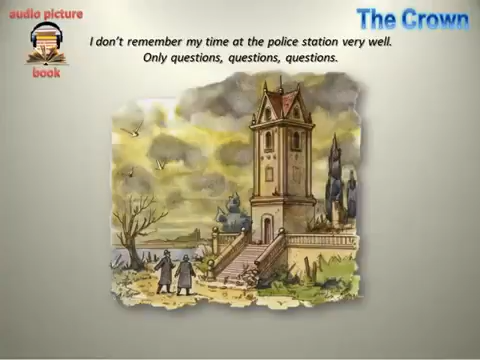 audio picture
book
The Crown
I don't remember my time at the police station very well.
Only questions, questions, questions.